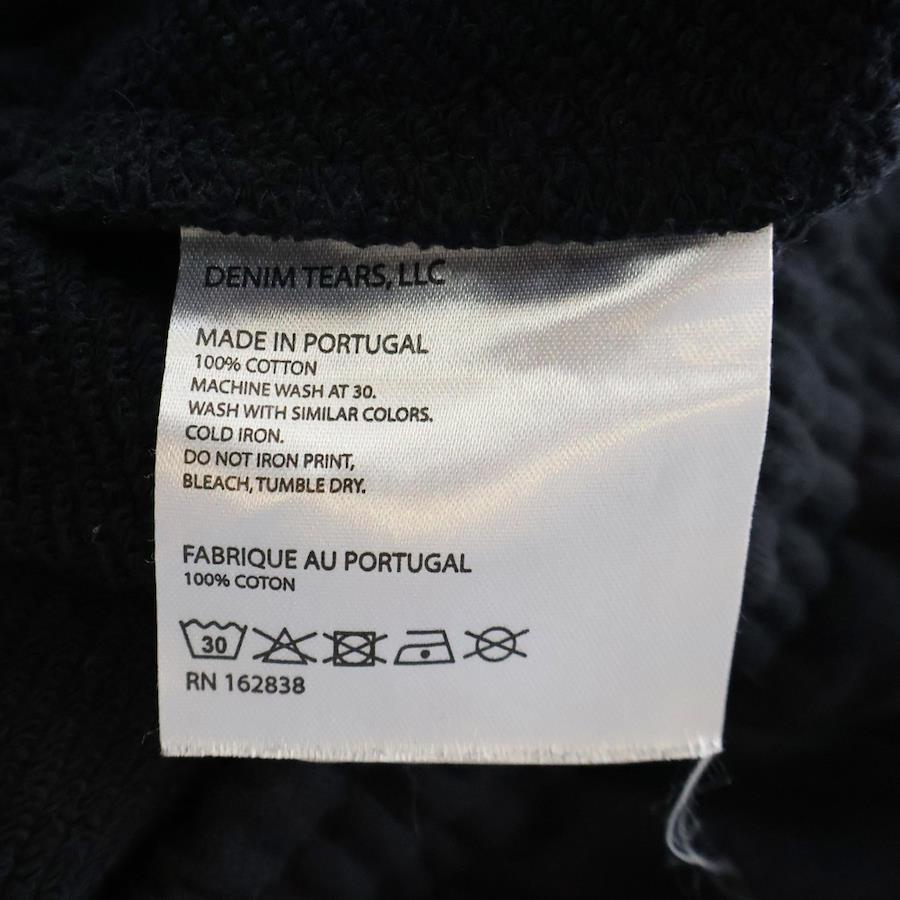 DENIM TEARS, LLC
MADE IN PORTUGAL
100% COTTON
MACHINE WASH AT 30.
WASH WITH SIMILAR COLORS.
COLD IRON.
DO NOT IRON PRINT,
BLEACH, TUMBLE DRY.
FABRIQUE AU PORTUGAL
100% COTON
30
RN 162838